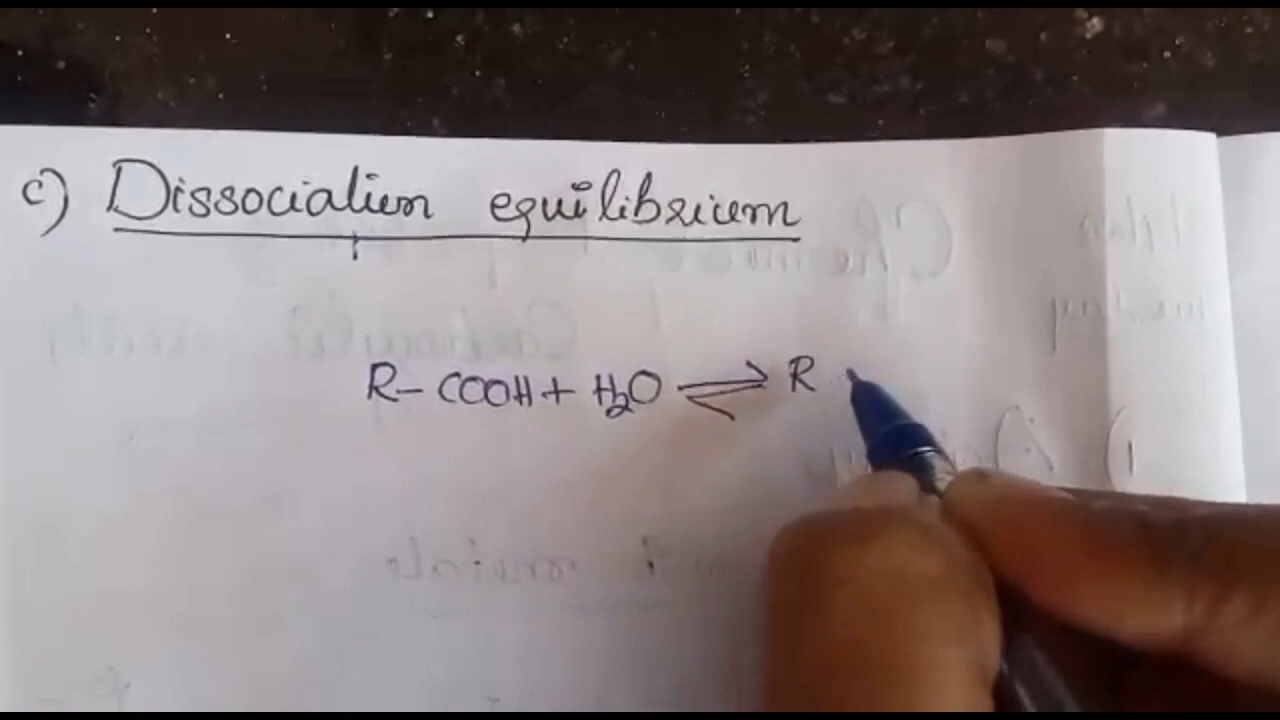 c) Dissociation equilibrium
R- COOH + H₂O ⇌ R